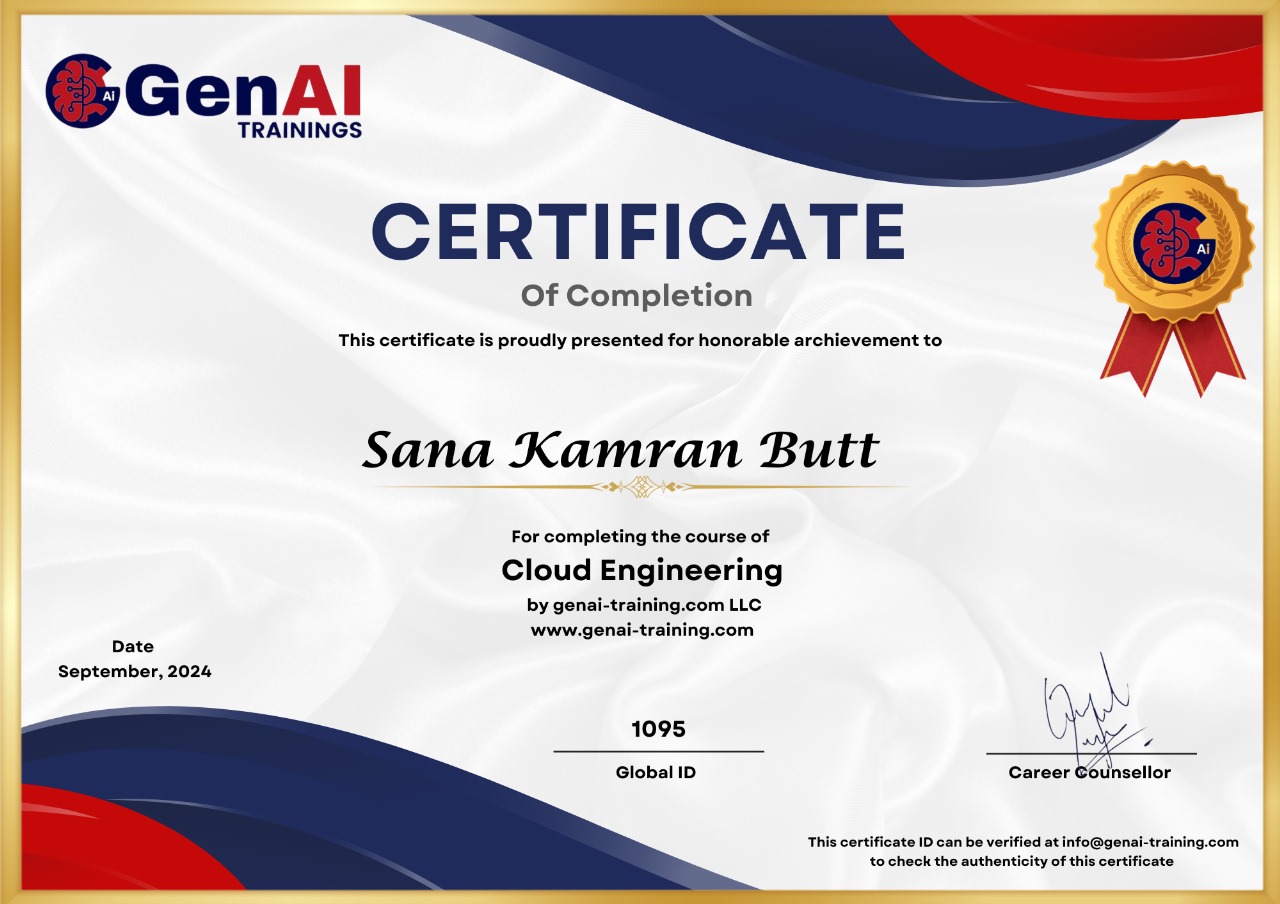 Ai GenAI
TRAININGS
CERTIFICATE
Of Completion
This certificate is proudly presented for honorable archievement to
Ai
Sana Kamran Butt
For completing the course of
Cloud Engineering
by genai-training.com LLC
www.genai-training.com
Date
September, 2024
1095
Global ID
Career Counsellor
This certificate ID can be verified at info@genai-training.com
to check the authenticity of this certificate